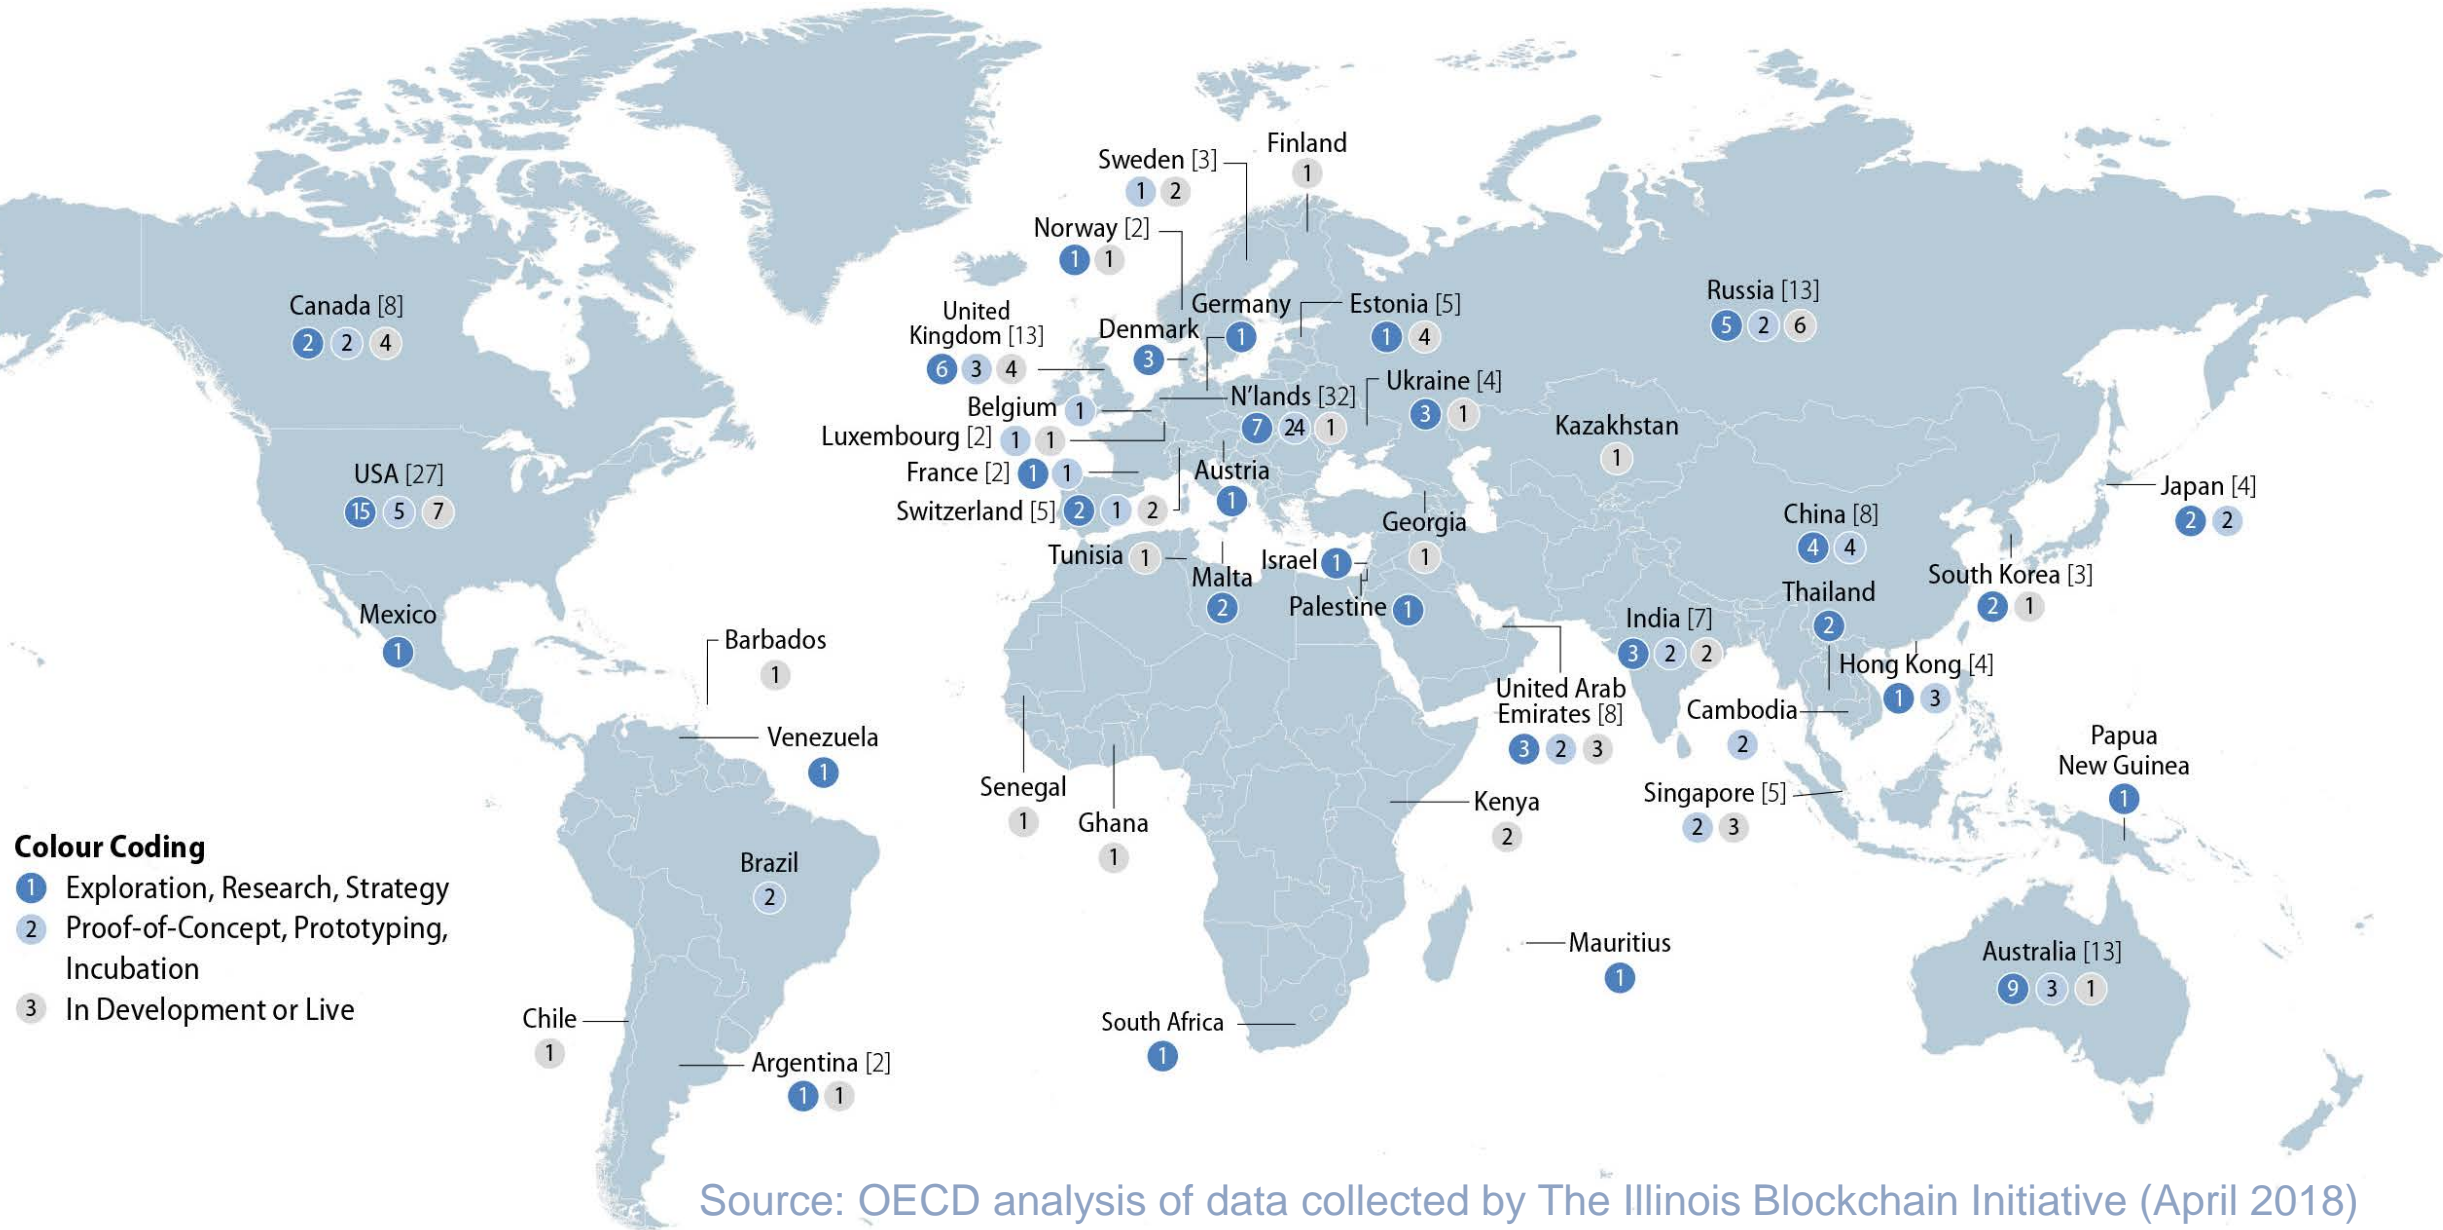 Finland
1
Sweden [3]
1 2
Norway [2]
1 1
Canada [8]
2 2 4
United
Kingdom [13]
6 3 4
Germany
1
Denmark
3
Estonia [5]
1 4
Russia [13]
5 2 6
Belgium 1
Luxembourg [2] 1 1
France [2] 1 1
Switzerland [5] 2 1 2
N'lands [32]
7 24 1
Ukraine [4]
3 1
Austria
1
Kazakhstan
1
USA [27]
15 5 7
Georgia
1
China [8]
4 4
Japan [4]
2 2
Tunisia 1
Malta
2
Israel 1
Palestine 1
South Korea [3]
2 1
Thailand
2
Mexico
1
India [7]
3 2 2
Hong Kong [4]
1 3
Barbados
1
United Arab
Emirates [8]
3 2 3
Cambodia
2
Venezuela
1
Papua
New Guinea
1
Senegal
1
Ghana
1
Kenya
2
Singapore [5]
2 3
Brazil
2
Mauritius
1
Australia [13]
9 3 1
Chile
1
Argentina [2]
1 1
South Africa
1
Colour Coding
1 Exploration, Research, Strategy
2 Proof-of-Concept, Prototyping,
Incubation
3 In Development or Live
Source: OECD analysis of data collected by The Illinois Blockchain Initiative (April 2018)